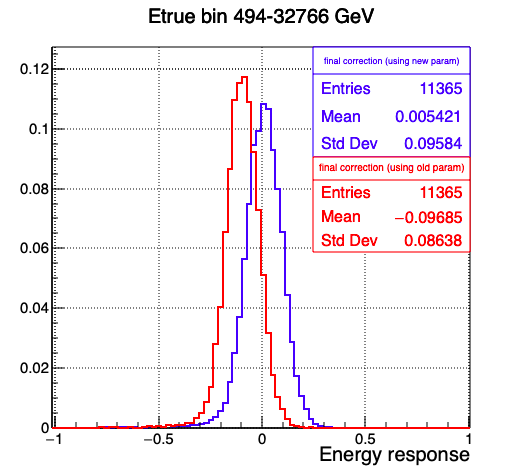 Etrue bin 494-32766 GeV
final correction (using new param)
Entries 11365
Mean 0.005421
Std Dev 0.09584
final correction (using old param)
Entries 11365
Mean −0.09685
Std Dev 0.08638
0.12
0.1
0.08
0.06
0.04
0.02
0
−1 −0.5 0 0.5 1
Energy response